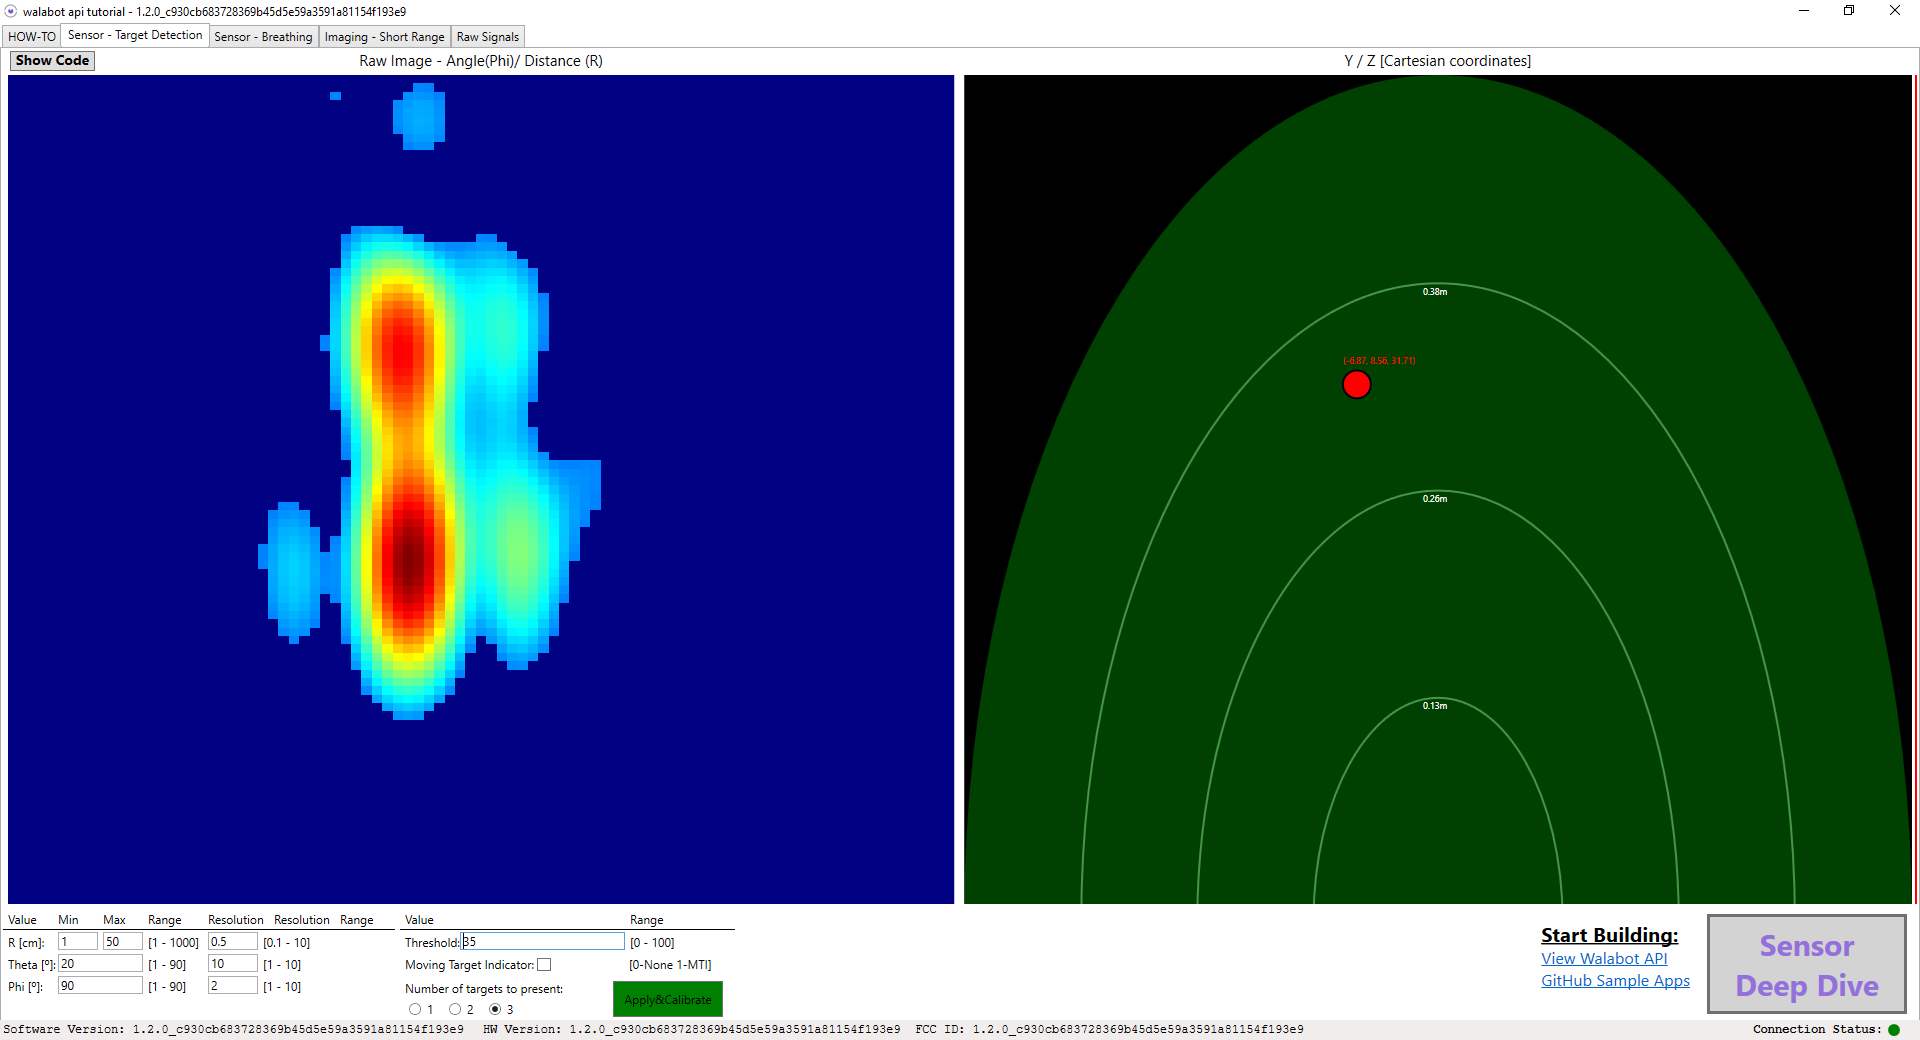 walabot api tutorial - 1.2.0_c930cb683728369b45d5e59a3591a81154f193e9
HOW-TO Sensor - Target Detection Sensor - Breathing Imaging - Short Range Raw Signals
Show Code Raw Image - Angle(Phi)/ Distance (R) Y / Z [Cartesian coordinates]
0.38m
(-6.87, 8.56, 31.71)
0.26m
0.13m
Value Min Max Range Resolution Resolution Range Value Range
R [cm]: 1 50 [1 - 1000] 0.5 [0.1 - 10] Threshold: 35 [0 - 100]
Theta [º]: 20 [1 - 90] 10 [1 - 10] Moving Target Indicator: [0-None 1-MTI]
Phi [º]: 90 [1 - 90] 2 [1 - 10] Number of targets to present:
1 2 3
Apply&Calibrate
Start Building:
View Walabot API
GitHub Sample Apps
Sensor
Deep Dive
Software Version: 1.2.0_c930cb683728369b45d5e59a3591a81154f193e9 HW Version: 1.2.0_c930cb683728369b45d5e59a3591a81154f193e9 FCC ID: 1.2.0_c930cb683728369b45d5e59a3591a81154f193e9 Connection Status: